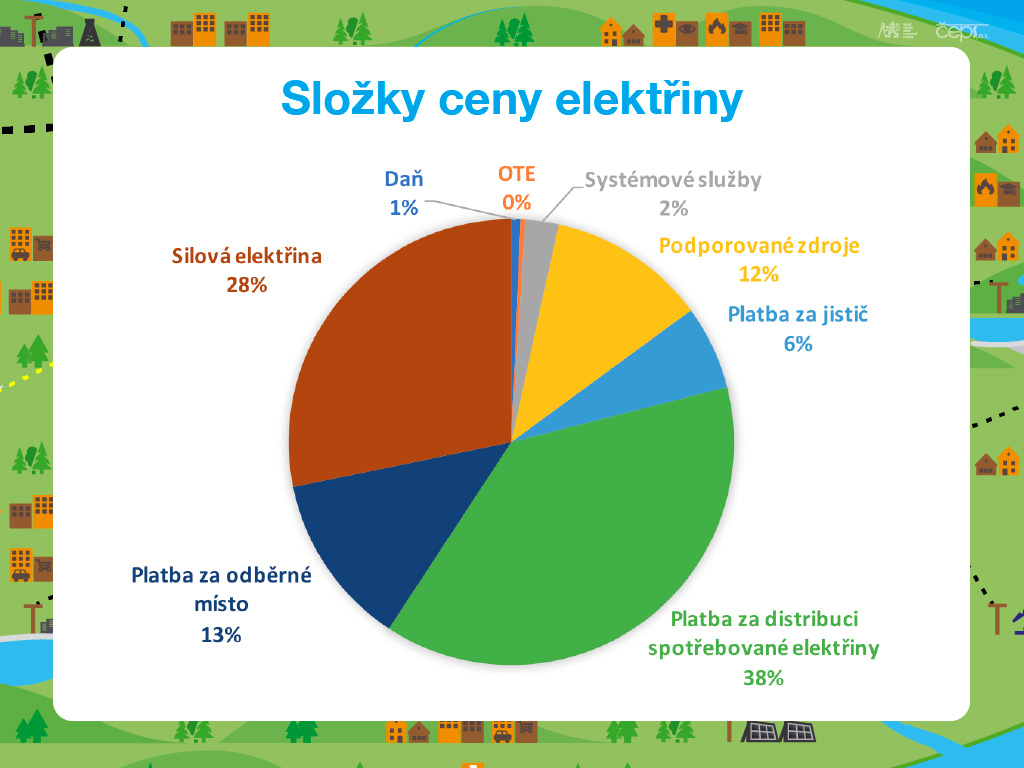 čeps
Složky ceny elektřiny
Daň
1%
OTE
0%
Systémové služby
2%
Silová elektřina
28%
Podporované zdroje
12%
Platba za jistič
6%
Platba za odběrné
místo
13%
Platba za distribuci
spotřebované elektřiny
38%